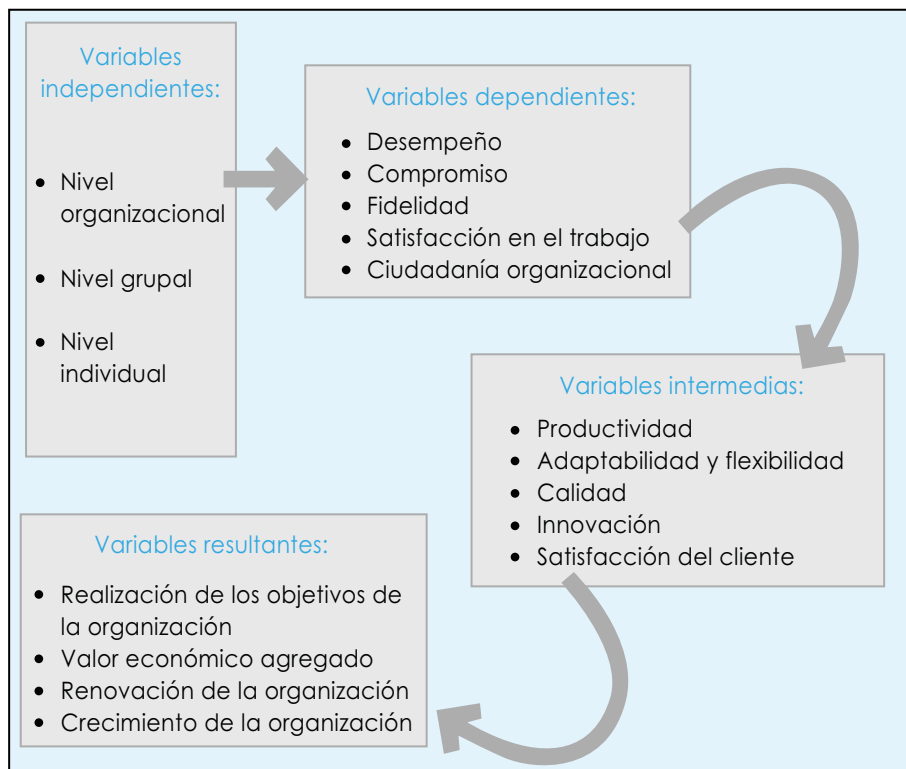 Variables
independientes:
• Nivel
organizacional
• Nivel grupal
• Nivel
individual
Variables dependientes:
• Desempeño
• Compromiso
• Fidelidad
• Satisfacción en el trabajo
• Ciudadanía organizacional
Variables intermedias:
• Productividad
• Adaptabilidad y flexibilidad
• Calidad
• Innovación
• Satisfacción del cliente
Variables resultantes:
• Realización de los objetivos de
la organización
• Valor económico agregado
• Renovación de la organización
• Crecimiento de la organización